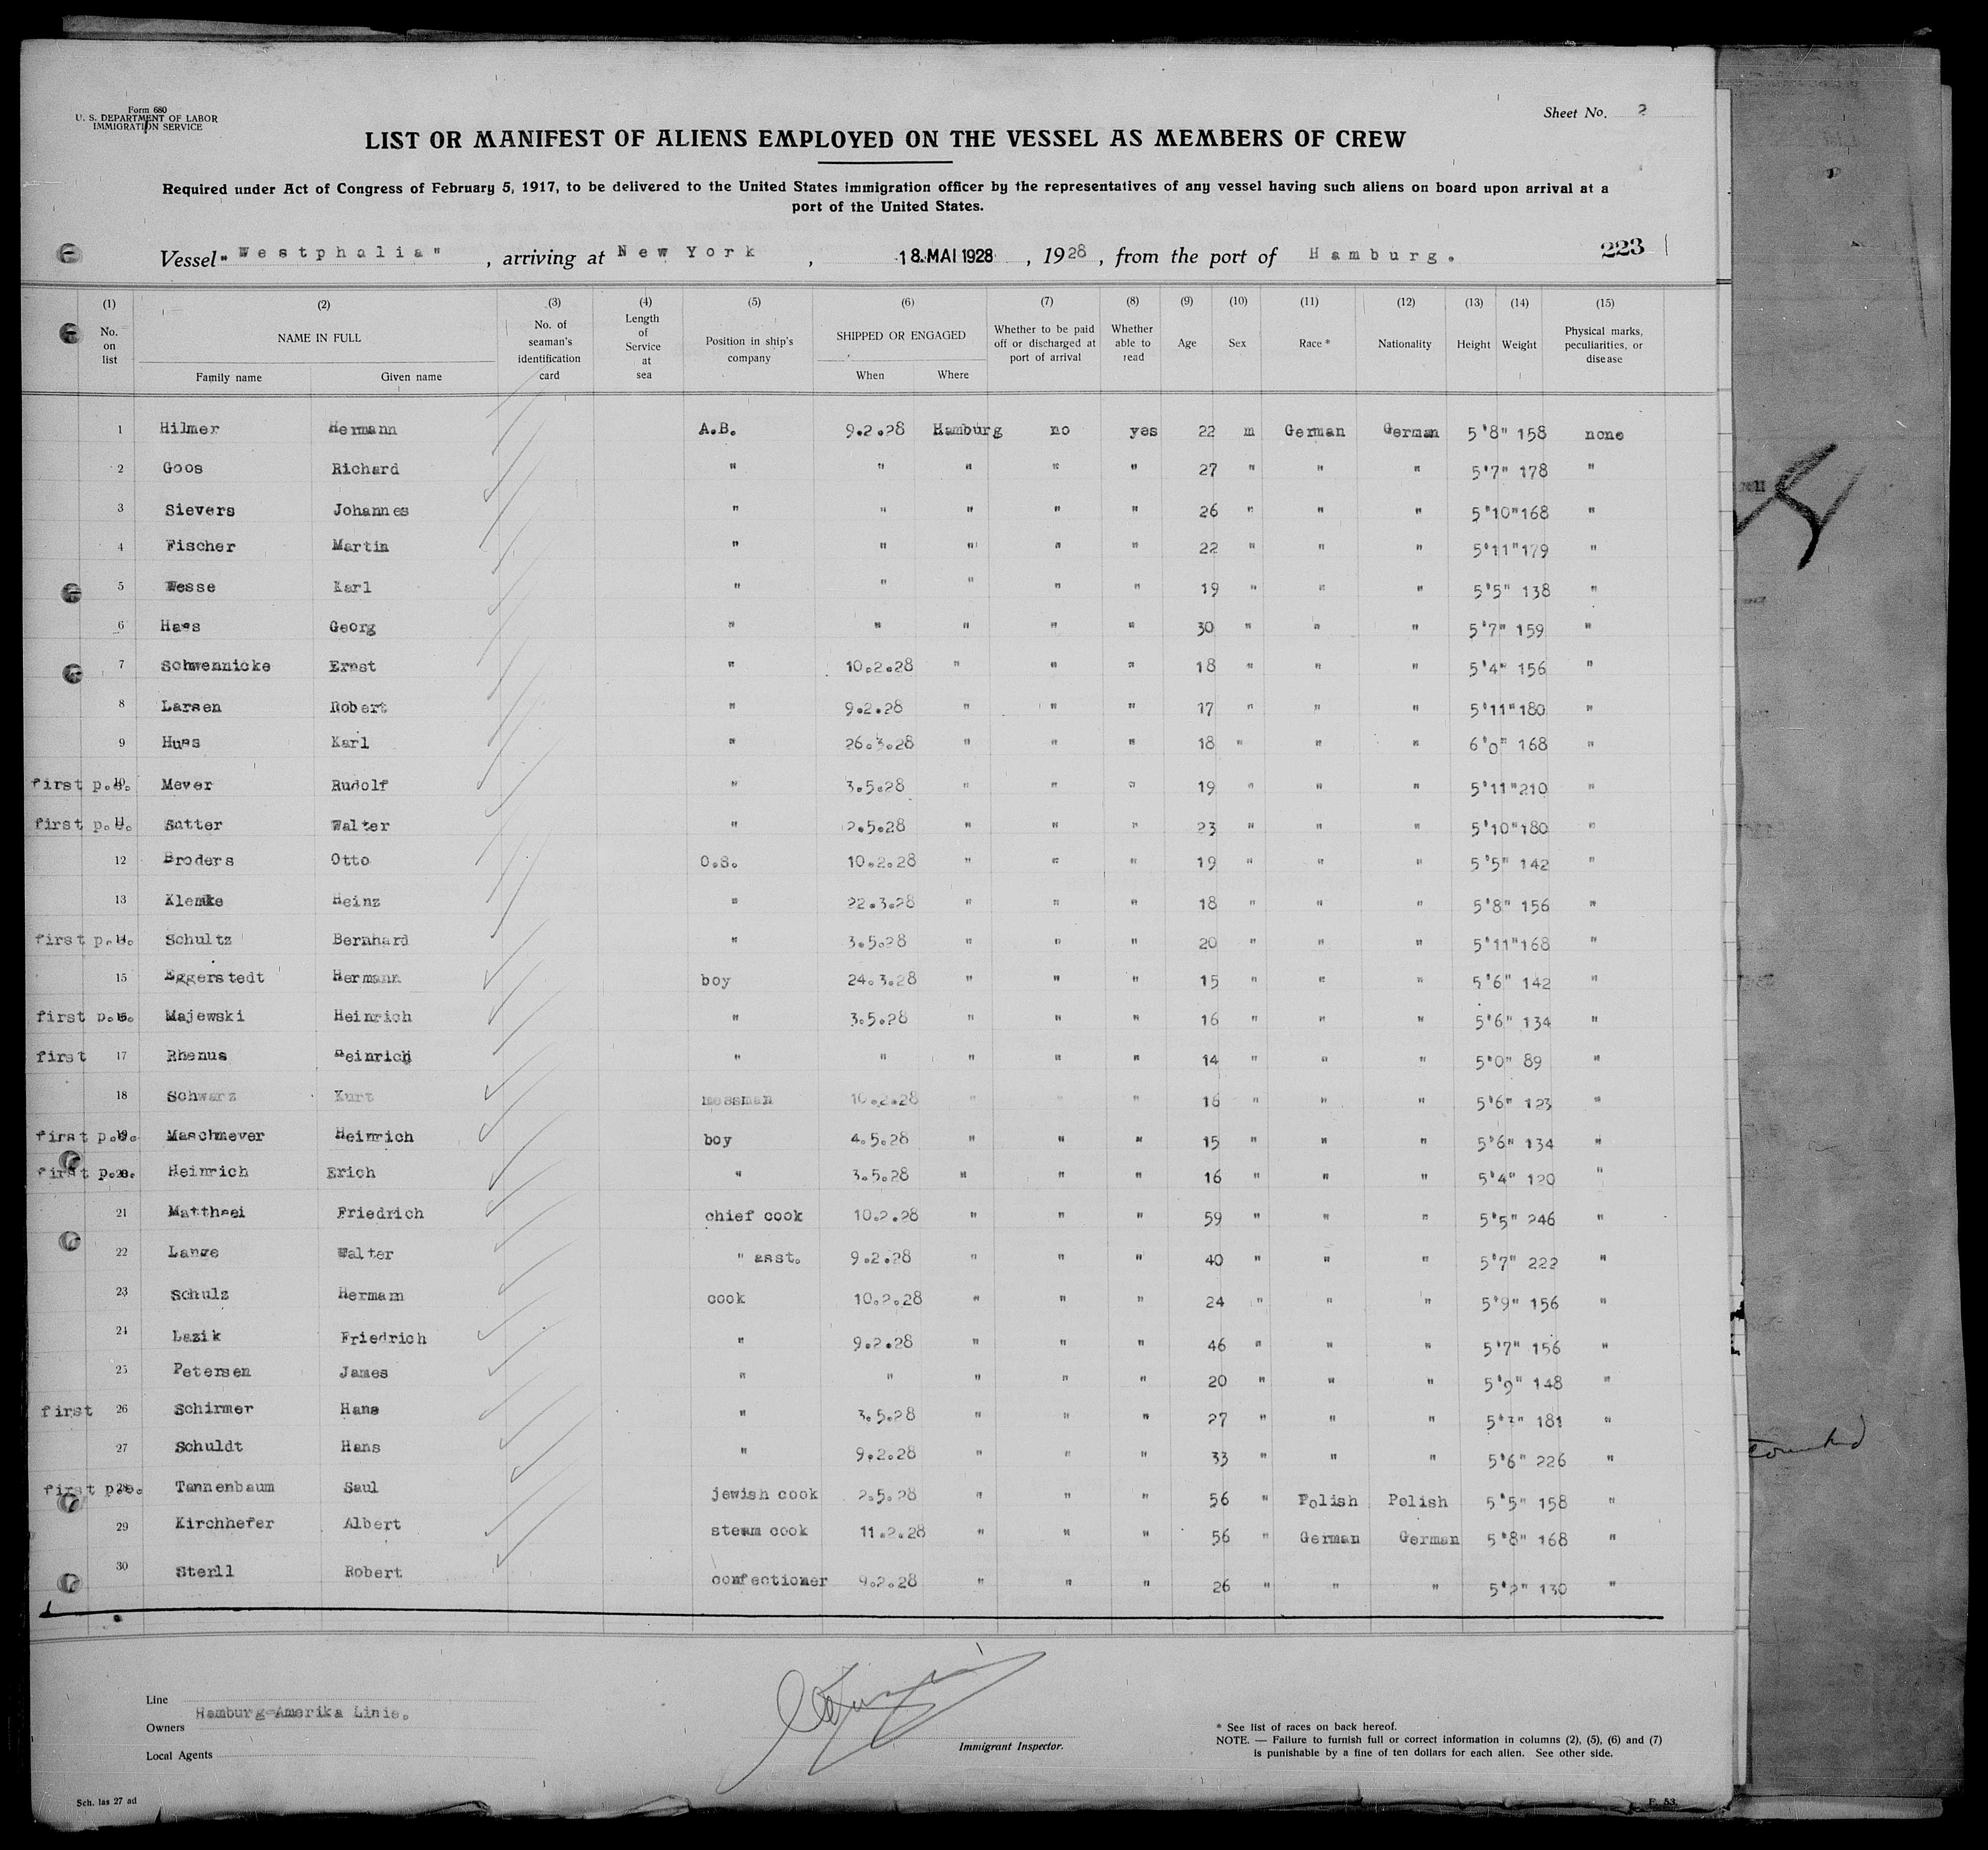 Form 680
U. S. DEPARTMENT OF LABOR
IMMIGRATION SERVICE
Sheet No. 2
LIST OR MANIFEST OF ALIENS EMPLOYED ON THE VESSEL AS MEMBERS OF CREW
Required under Act of Congress of February 5, 1917, to be delivered to the United States immigration officer by the representatives of any vessel having such aliens on board upon arrival at a
port of the United States.
Vessel "Westphalia", arriving at New York, 18. MAI 1928, 1928, from the port of Hamburg. 223
(1) (2) (3) (4) (5) (6) (7) (8) (9) (10) (11) (12) (13) (14) (15)
No. on list NAME IN FULL Family name Given name No. of seaman's identification card Length of Service at sea Position in ship's company SHIPPED OR ENGAGED When Where Whether to be paid off or discharged at port of arrival Whether able to read Age Sex Race * Nationality Height Weight Physical marks, peculiarities, or disease
1 Hilmer Hermann A.B. 9.2.28 Hamburg no yes 22 m German German 5'8" 158 none
2 Goos Richard " " " " " 27 " " " 5'7" 178 "
3 Sievers Johannes " " " " " 26 " " " 5'10" 168 "
4 Fischer Martin " " " " " 22 " " " 5'11" 179 "
5 Wesse Karl " " " " " 19 " " " 5'5" 138 "
6 Haas Georg " " " " " 30 " " " 5'7" 159 "
7 Schwennicke Ernst " 10.2.28 " " " 18 " " " 5'4" 156 "
8 Larsen Robert " 9.2.28 " " " 17 " " " 5'11" 180 "
9 Huas Karl " 26.3.28 " " " 18 " " " 6'0" 168 "
first p.e. 10 Meyer Rudolf " 3.5.28 " " " 19 " " " 5'11" 210 "
first p.e. 11 Sutter Walter " 2.5.28 " " " 23 " " " 5'10" 180 "
12 Broders Otto O.S. 10.2.28 " " " 19 " " " 5'5" 142 "
13 Klemke Heinz " 22.3.28 " " " 18 " " " 5'8" 156 "
first p.e. 14 Schultz Bernhard " 3.5.28 " " " 20 " " " 5'11" 168 "
15 Eggerstedt Hermann boy 24.3.28 " " " 15 " " " 5'6" 142 "
first p.e. 16 Majewski Heinrich " 3.5.28 " " " 16 " " " 5'6" 134 "
first 17 Rhenus Heinrich " " " " " 14 " " " 5'0" 89 "
18 Schwarz Kurt messman 10.2.28 " " " 16 " " " 5'6" 123 "
first p.e. 19 Maschmeyer Heinrich boy 4.5.28 " " " 15 " " " 5'6" 134 "
first p.e. 20 Heinrich Erich " 3.5.28 " " " 16 " " " 5'4" 120 "
21 Matthaei Friedrich chief cook 10.2.28 " " " 59 " " " 5'5" 246 "
22 Lange Walter " asst. 9.2.28 " " " 40 " " " 5'7" 222 "
23 Schulz Hermann cook 10.2.28 " " " 24 " " " 5'9" 156 "
24 Lazik Friedrich " 9.2.28 " " " 46 " " " 5'7" 156 "
25 Petersen James " " " " " 20 " " " 5'9" 148 "
first 26 Schirmer Hans " 3.5.28 " " " 27 " " " 5'7" 181 "
27 Schuldt Hans " 9.2.28 " " " 33 " " " 5'6" 226 "
first p.e. 28 Tannenbaum Saul jewish cook 2.5.28 " " " 56 " Polish Polish 5'5" 158 "
29 Kirchhefer Albert steam cook 11.2.28 " " " 56 " German German 5'8" 168 "
30 Sterll Robert confectioner 9.2.28 " " " 26 " " " 5'2" 130 "
Line
Owners Hamburg-Amerika Linie.
Local Agents
Immigrant Inspector.
* See list of races on back hereof.
NOTE. — Failure to furnish full or correct information in columns (2), (5), (6) and (7)
is punishable by a fine of ten dollars for each alien. See other side.
Sch. las 27 ad
F. 53